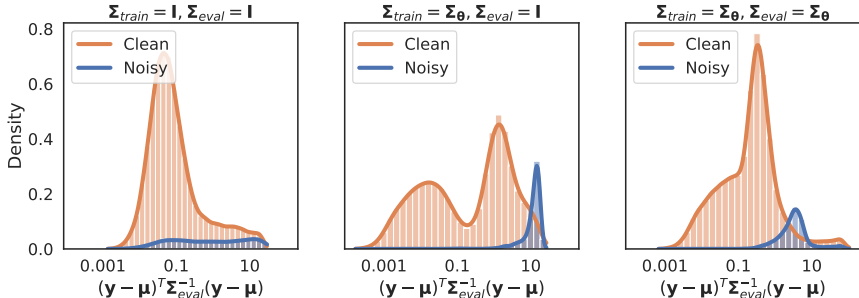 Σtrain = I, Σeval = I
Σtrain = Σθ, Σeval = I
Σtrain = Σθ, Σeval = Σθ
Density
0.8
0.6
0.4
0.2
0.0
Clean
Noisy
0.001 0.1 10
(y − μ)ᵀΣ⁻¹eval(y − μ)
Clean
Noisy
0.001 0.1 10
(y − μ)ᵀΣ⁻¹eval(y − μ)
Clean
Noisy
0.001 0.1 10
(y − μ)ᵀΣ⁻¹eval(y − μ)